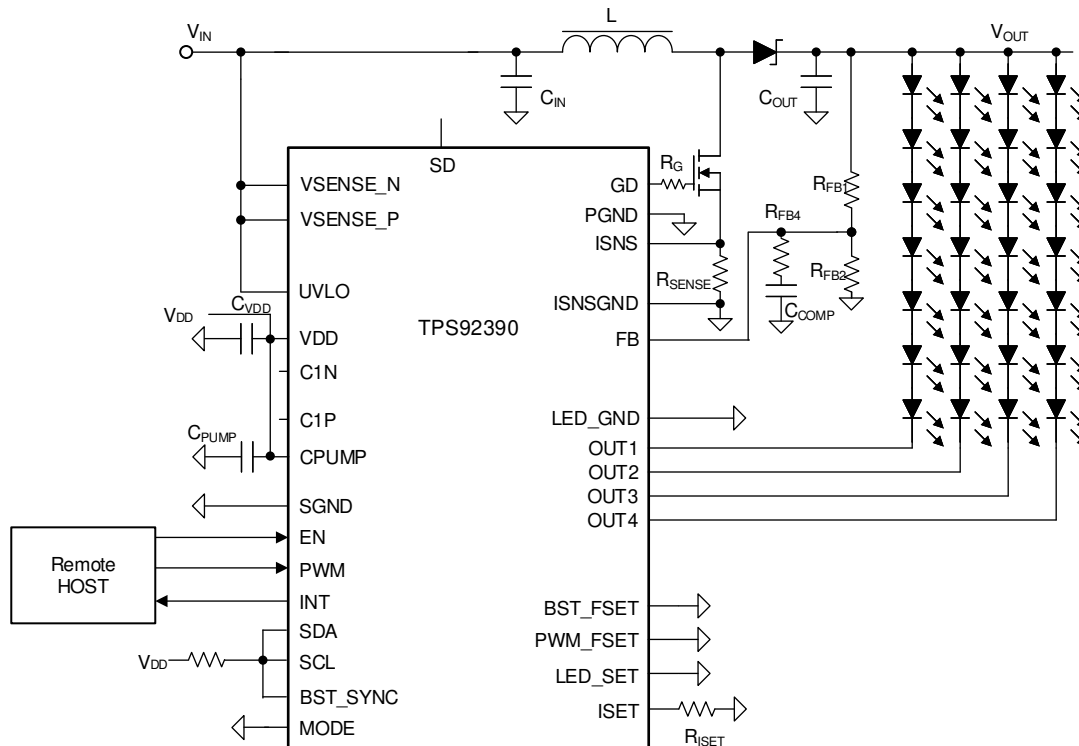 L
VIN
VOUT
CIN
COUT
SD
RG
VSENSE_N
GD
VSENSE_P
PGND
RFB1
RFB4
ISNS
RSENSE
RFB2
UVLO
ISNSGND
CCOMP
CVDD
VDD
TPS92390
VDD
FB
C1N
C1P
CPUMP
LED_GND
CPUMP
OUT1
OUT2
OUT3
OUT4
SGND
EN
Remote
HOST
PWM
INT
BST_FSET
SDA
PWM_FSET
VDD
SCL
LED_SET
BST_SYNC
ISET
MODE
RISET